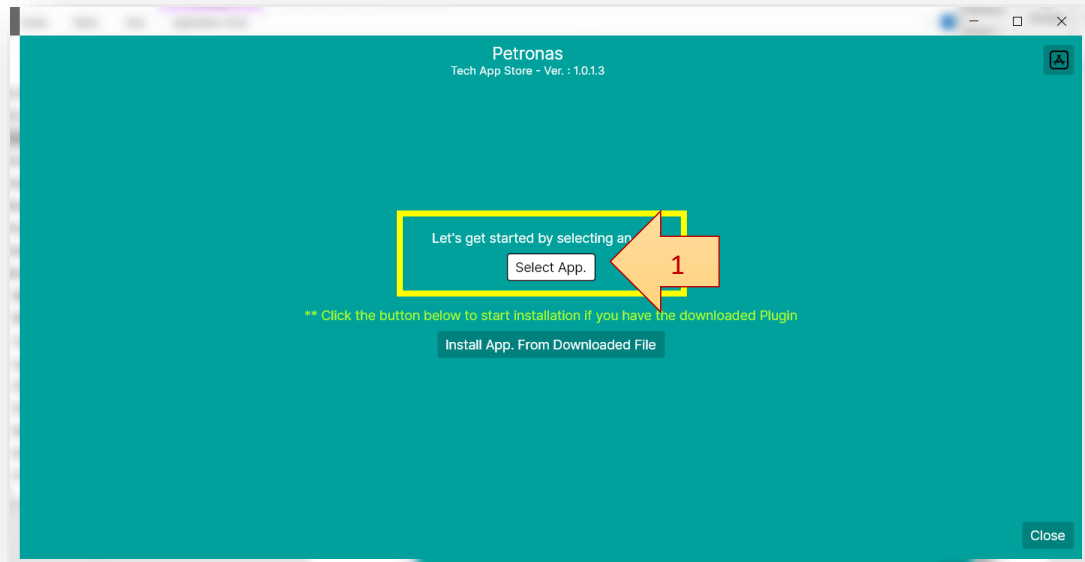 Petronas
Tech App Store - Ver. : 1.0.1.3
Let's get started by selecting an
Select App.
1
** Click the button below to start installation if you have the downloaded Plugin
Install App. From Downloaded File
Close